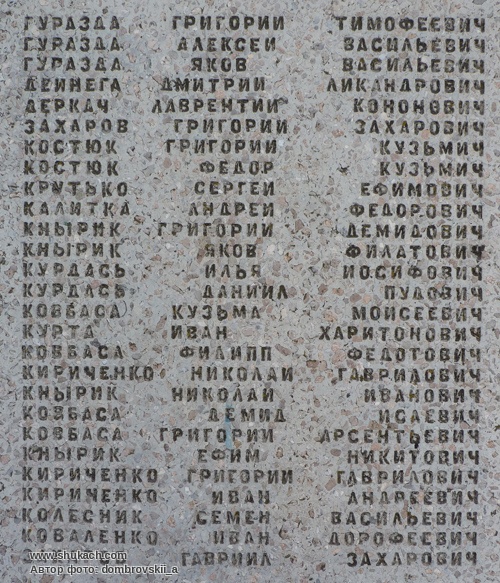 ГУРАЗДА ГРИГОРИЙ ТИМОФЕЕВИЧ
ГУРАЗДА АЛЕКСЕЙ ВАСИЛЬЕВИЧ
ГУРАЗДА ЯКОВ ВАСИЛЬЕВИЧ
ДЕЙНЕГА ДМИТРИЙ ЛИКАНДРОВИЧ
ДЕРКАЧ ЛАВРЕНТИЙ КОНОНОВИЧ
ЗАХАРОВ ГРИГОРИЙ ЗАХАРОВИЧ
КОСТЮК ГРИГОРИЙ КУЗЬМИЧ
КОСТЮК ФЕДОР КУЗЬМИЧ
КРУТЬКО СЕРГЕЙ ЕФИМОВИЧ
КАЛИТКА АНДРЕЙ ФЕДОРОВИЧ
КНЫРИК ГРИГОРИЙ ДЕМИДОВИЧ
КНЫРИК ЯКОВ ФИЛАТОВИЧ
КУРДАСЬ ИЛЬЯ ИОСИФОВИЧ
КУРДАСЬ ДАНИИЛ ПУДОВИЧ
КОВБАСА КУЗЬМА МОИСЕЕВИЧ
КУРТА ИВАН ХАРИТОНОВИЧ
КОВБАСА ФИЛИПП ФЕДОТОВИЧ
КИРИЧЕНКО НИКОЛАЙ ГАВРИЛОВИЧ
КНЫРИК НИКОЛАЙ ИВАНОВИЧ
КОВБАСА ДЕМИД ИСАЕВИЧ
КОВБАСА ГРИГОРИЙ АРСЕНТЬЕВИЧ
КНЫРИК ЕФИМ НИКИТОВИЧ
КИРИЧЕНКО ГРИГОРИЙ ГАВРИЛОВИЧ
КИРИЧЕНКО ИВАН АНДРЕЕВИЧ
КОЛЕСНИК СЕМЕН ВАСИЛЬЕВИЧ
КОВАЛЕНКО ИВАН ДОРОФЕЕВИЧ
ГАВРИИЛ ЗАХАРОВИЧ
www.shukach.com
Автор фото: dombrovskii_a